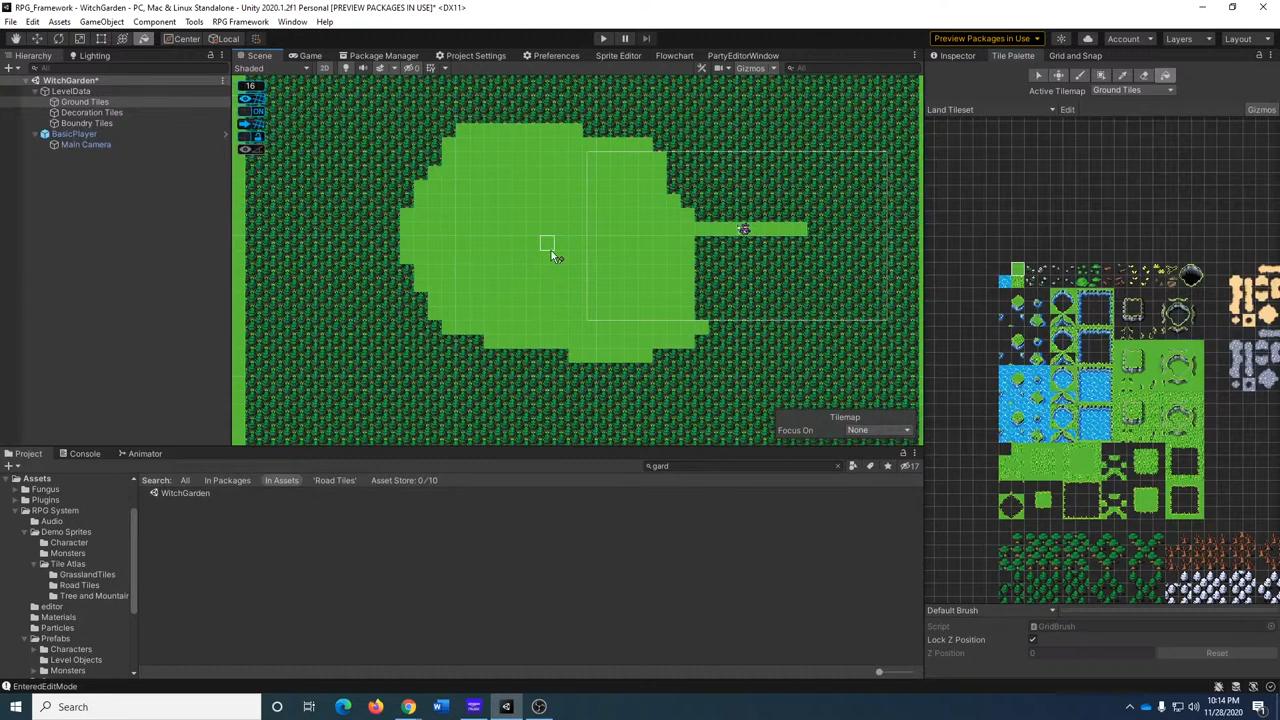 RPG_Framework - WitchGarden - PC, Mac & Linux Standalone - Unity 2020.1.2f1 Personal [PREVIEW PACKAGES IN USE]* <DX11>
File Edit Assets GameObject Component Tools RPG Framework Window Help
Center Local Preview Packages in Use Account Layers Layout
Hierarchy Lighting Scene Game Package Manager Project Settings Preferences Sprite Editor Flowchart PartyEditorWindow Inspector Tile Palette Grid and Snap
All
Shaded 2D 0 Gizmos All
WitchGarden*
LevelData
Ground Tiles
Decoration Tiles
Boundry Tiles
BasicPlayer
Main Camera
16
ON
Active Tilemap Ground Tiles
Land Tileset Edit Gizmos
Tilemap
Focus On None
Project Console Animator
gard
17
Search: All In Packages In Assets 'Road Tiles' Asset Store: 0/10
Assets
Fungus
Plugins
RPG System
Audio
Demo Sprites
Character
Monsters
Tile Atlas
GrasslandTiles
Road Tiles
Tree and Mountair
editor
Materials
Particles
Prefabs
Characters
Level Objects
Monsters
WitchGarden
Default Brush
Script GridBrush
Lock Z Position
Z Position 0 Reset
EnteredEditMode
Search
10:14 PM
11/28/2020